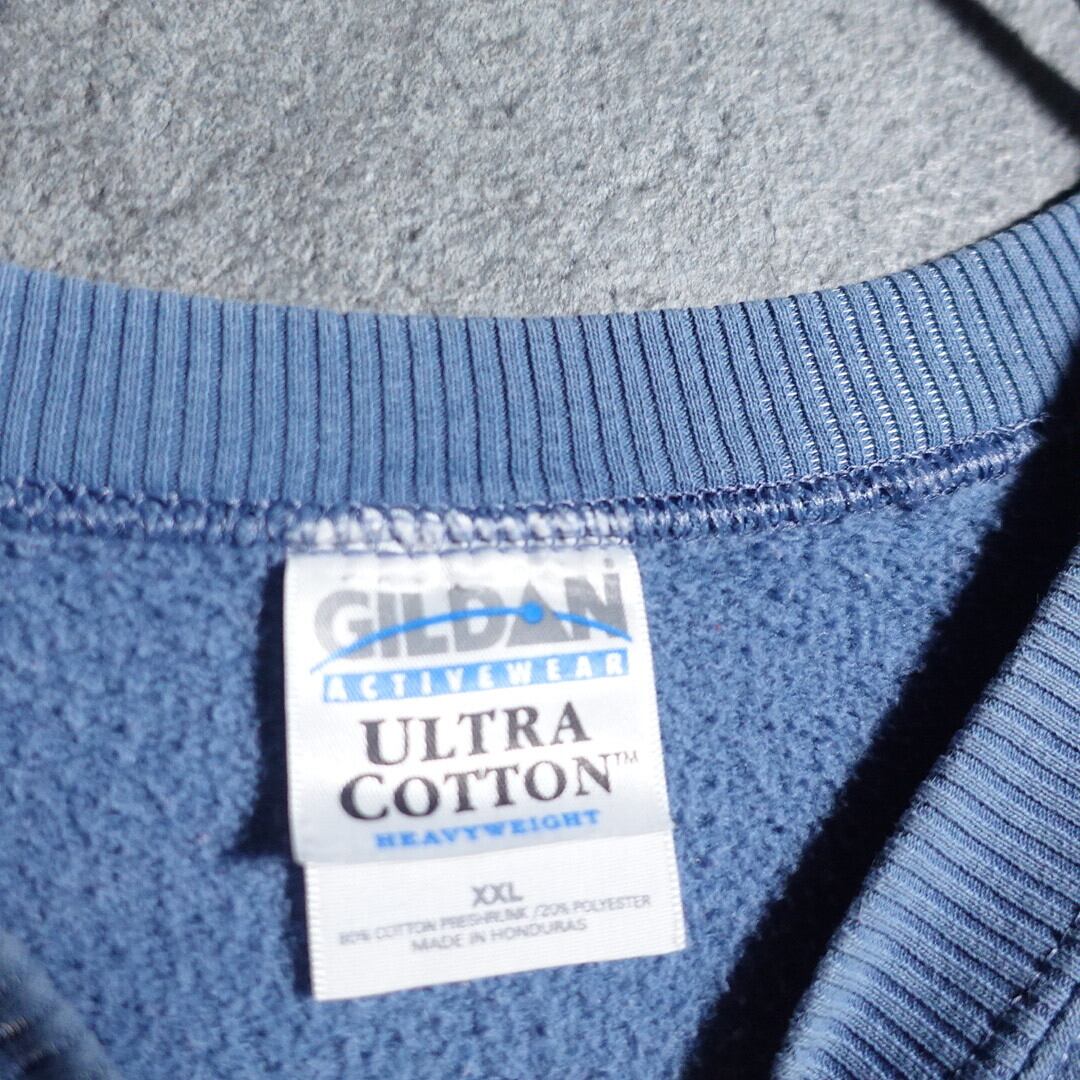 GILDAN
ACTIVEWEAR
ULTRA
COTTON™
HEAVYWEIGHT
XXL
80% COTTON PRESHRUNK /20% POLYESTER
MADE IN HONDURAS